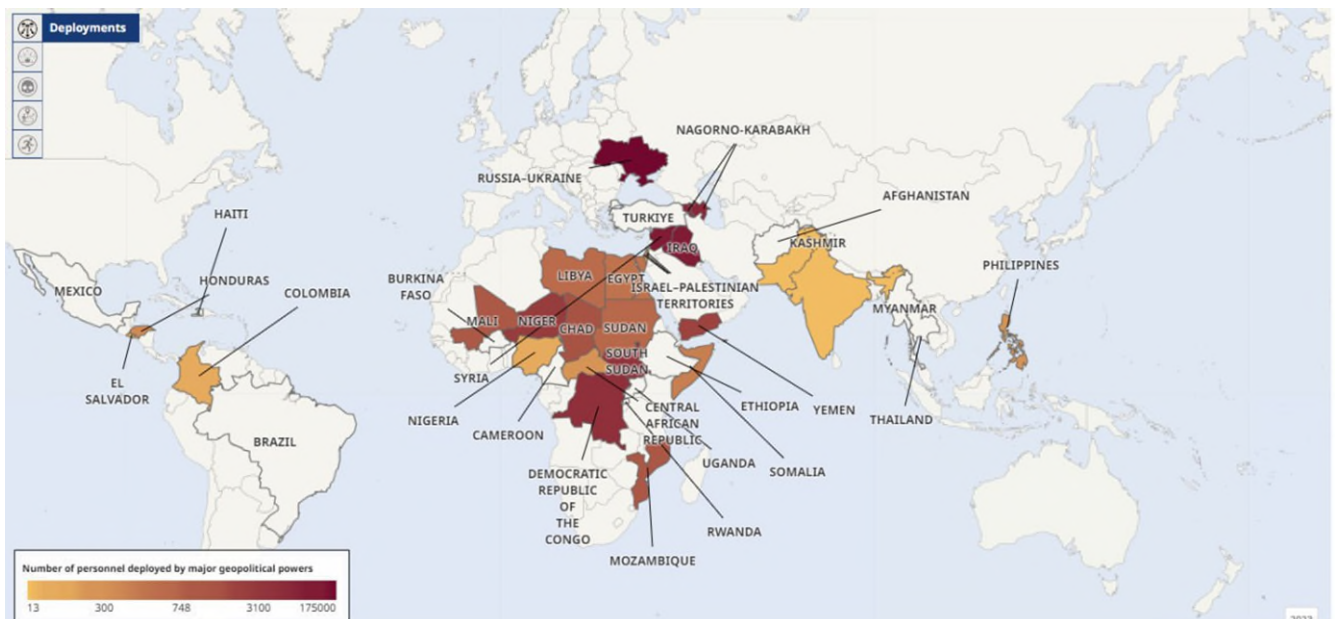 Deployments
NAGORNO-KARABAKH
RUSSIA–UKRAINE
AFGHANISTAN
HAITI
TURKIYE
KASHMIR
IRAQ
PHILIPPINES
HONDURAS
BURKINA
FASO
LIBYA
EGYPT
ISRAEL–PALESTINIAN
TERRITORIES
MEXICO
COLOMBIA
MYANMAR
MALI
NIGER
CHAD
SUDAN
SOUTH
SUDAN
SYRIA
EL
SALVADOR
NIGERIA
CAMEROON
CENTRAL
AFRICAN
REPUBLIC
ETHIOPIA
YEMEN
THAILAND
BRAZIL
UGANDA
SOMALIA
DEMOCRATIC
REPUBLIC
OF
THE
CONGO
RWANDA
MOZAMBIQUE
Number of personnel deployed by major geopolitical powers
13 300 748 3100 175000